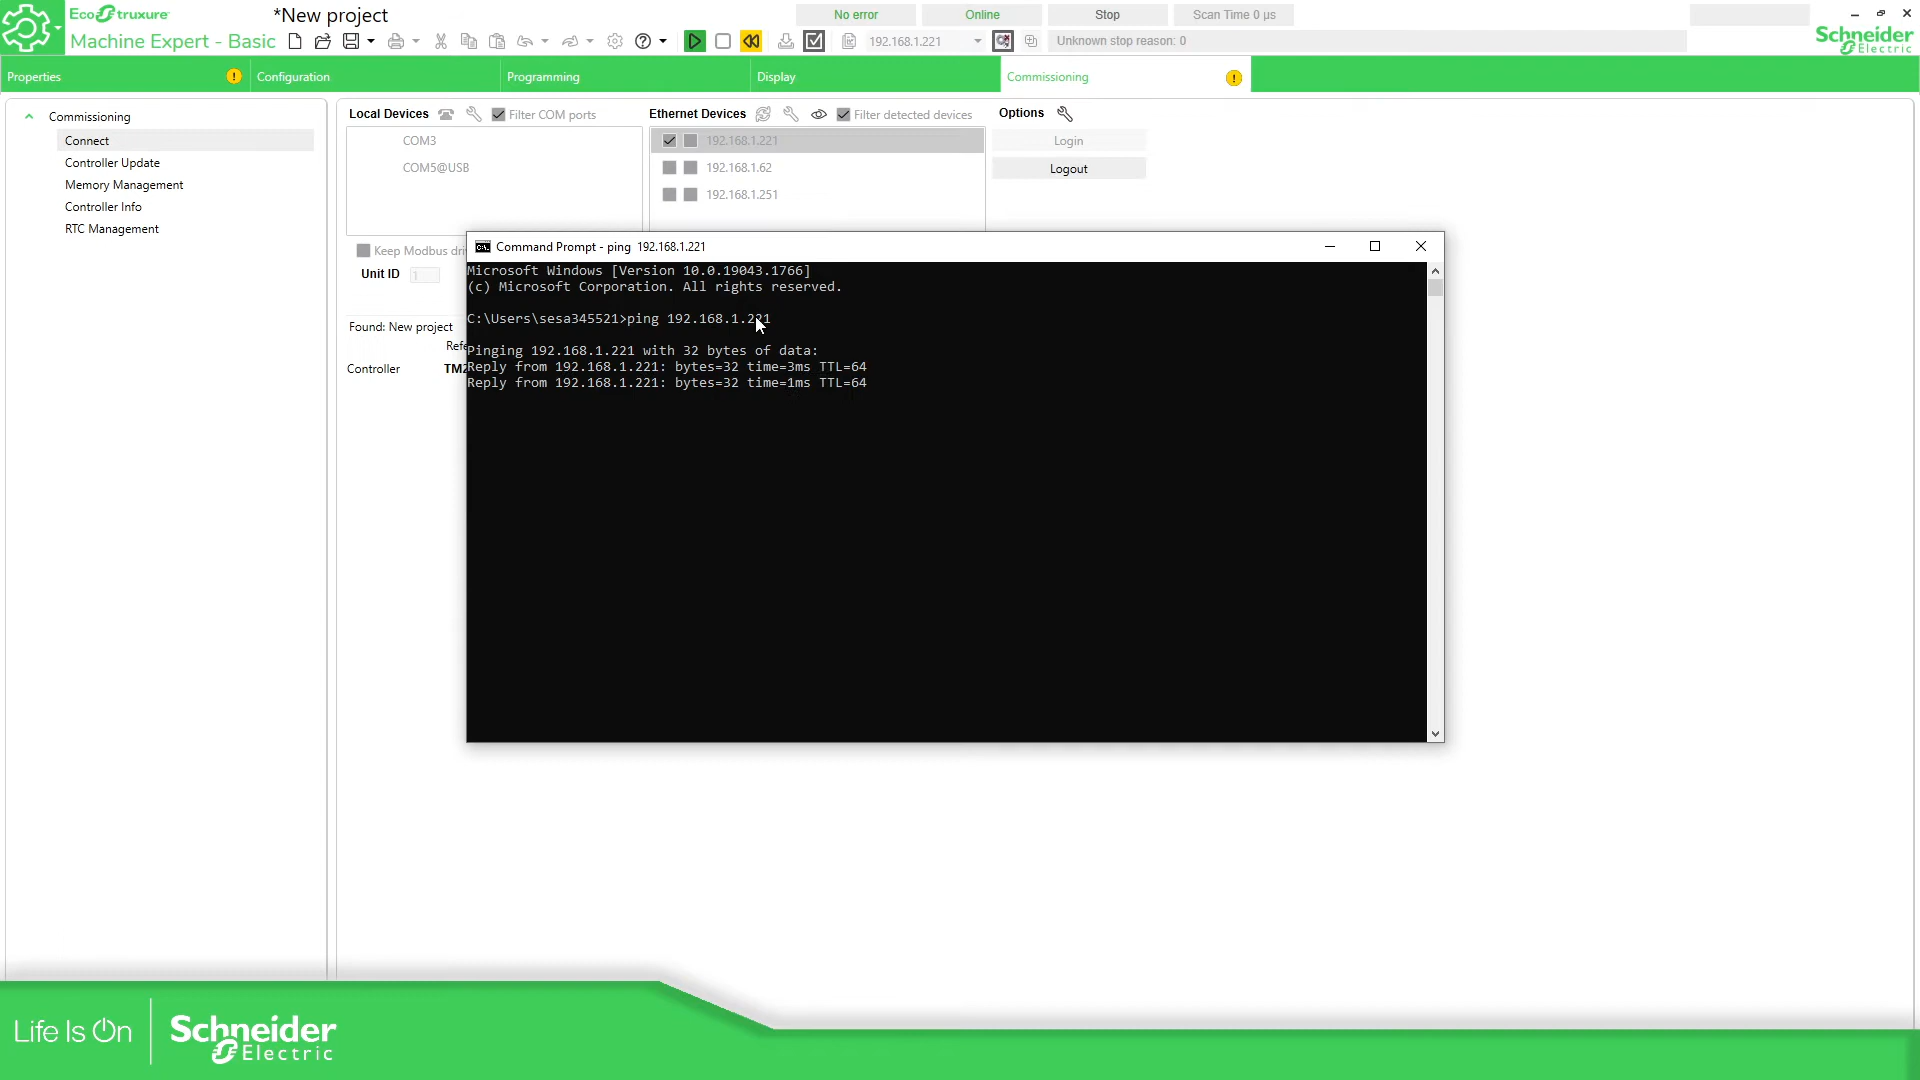 EcoStruxure
Machine Expert - Basic
*New project
No error
Online
Stop
Scan Time 0 µs
192.168.1.221
Unknown stop reason: 0
Schneider
Electric
Properties
Configuration
Programming
Display
Commissioning
Commissioning
Connect
Controller Update
Memory Management
Controller Info
RTC Management
Local Devices
Filter COM ports
COM3
COM5@USB
Ethernet Devices
Filter detected devices
192.168.1.221
192.168.1.62
192.168.1.251
Options
Login
Logout
Keep Modbus dri
Unit ID
1
Found: New project
Refe
Controller
TM2
Command Prompt - ping 192.168.1.221
Microsoft Windows [Version 10.0.19043.1766]
(c) Microsoft Corporation. All rights reserved.
C:\Users\sesa345521>ping 192.168.1.221
Pinging 192.168.1.221 with 32 bytes of data:
Reply from 192.168.1.221: bytes=32 time=3ms TTL=64
Reply from 192.168.1.221: bytes=32 time=1ms TTL=64
Life Is On
Schneider
Electric